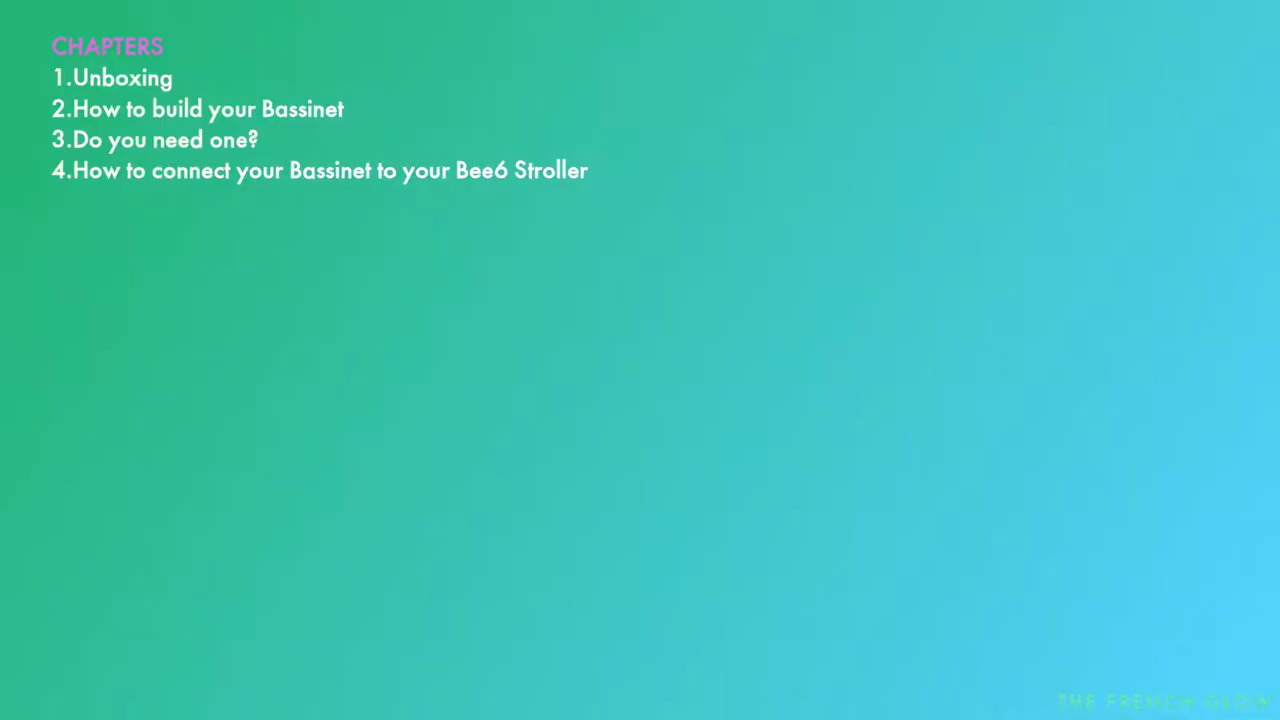 CHAPTERS
1.Unboxing
2.How to build your Bassinet
3.Do you need one?
4.How to connect your Bassinet to your Bee6 Stroller
THE FRENCH GLOW